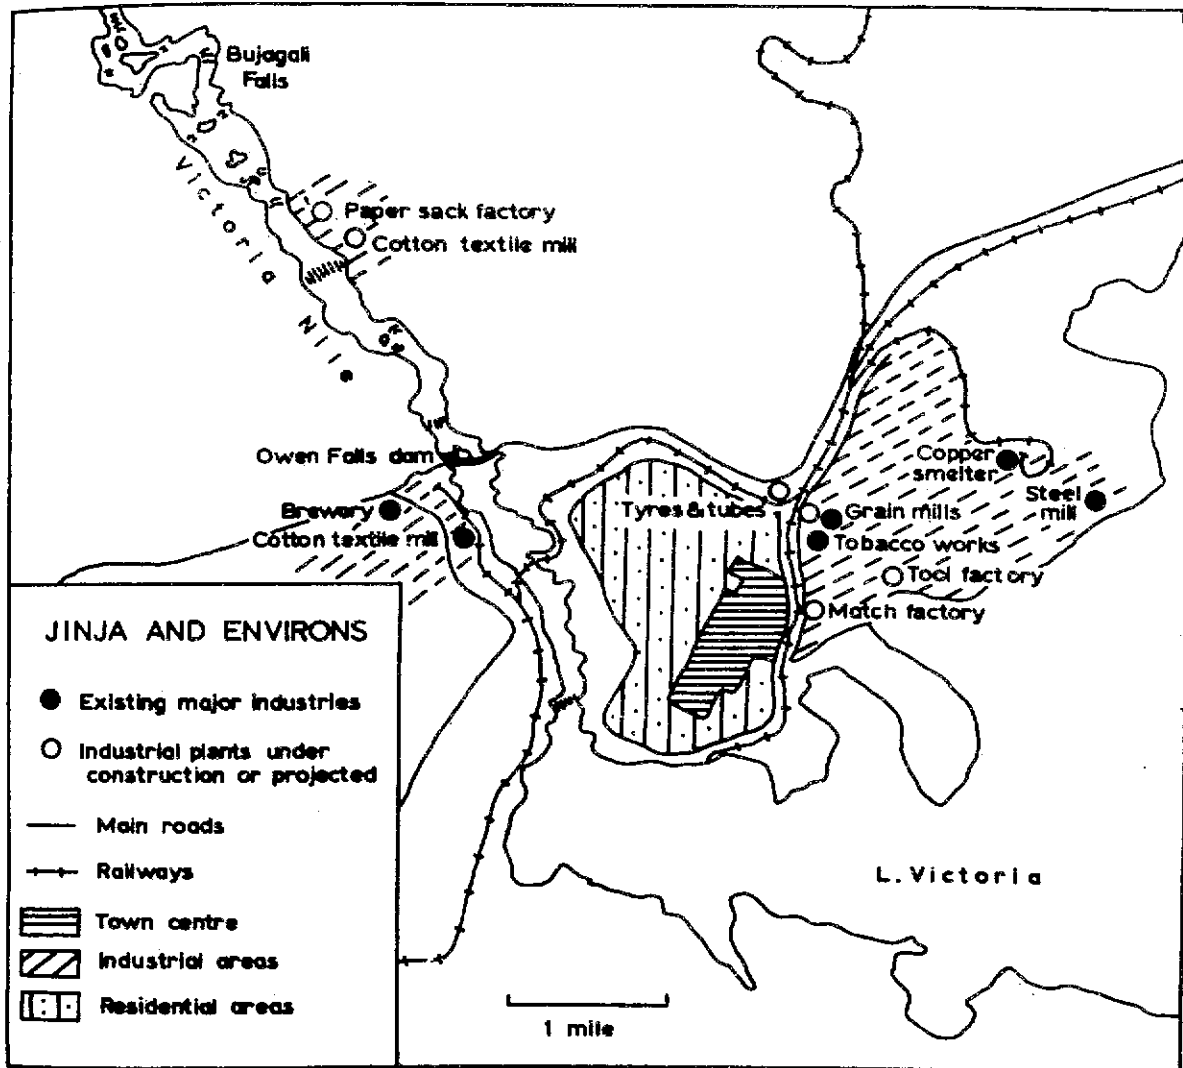 Bujagali
Falls
Victoria Nile
Paper sack factory
Cotton textile mill
Owen Falls dam
Brewery
Cotton textile mill
Tyres & tubes
Copper
smelter
Steel
mill
Grain mills
Tobacco works
Tool factory
Match factory
L. Victoria
JINJA AND ENVIRONS
Existing major industries
Industrial plants under
construction or projected
Main roads
Railways
Town centre
Industrial areas
Residential areas
1 mile